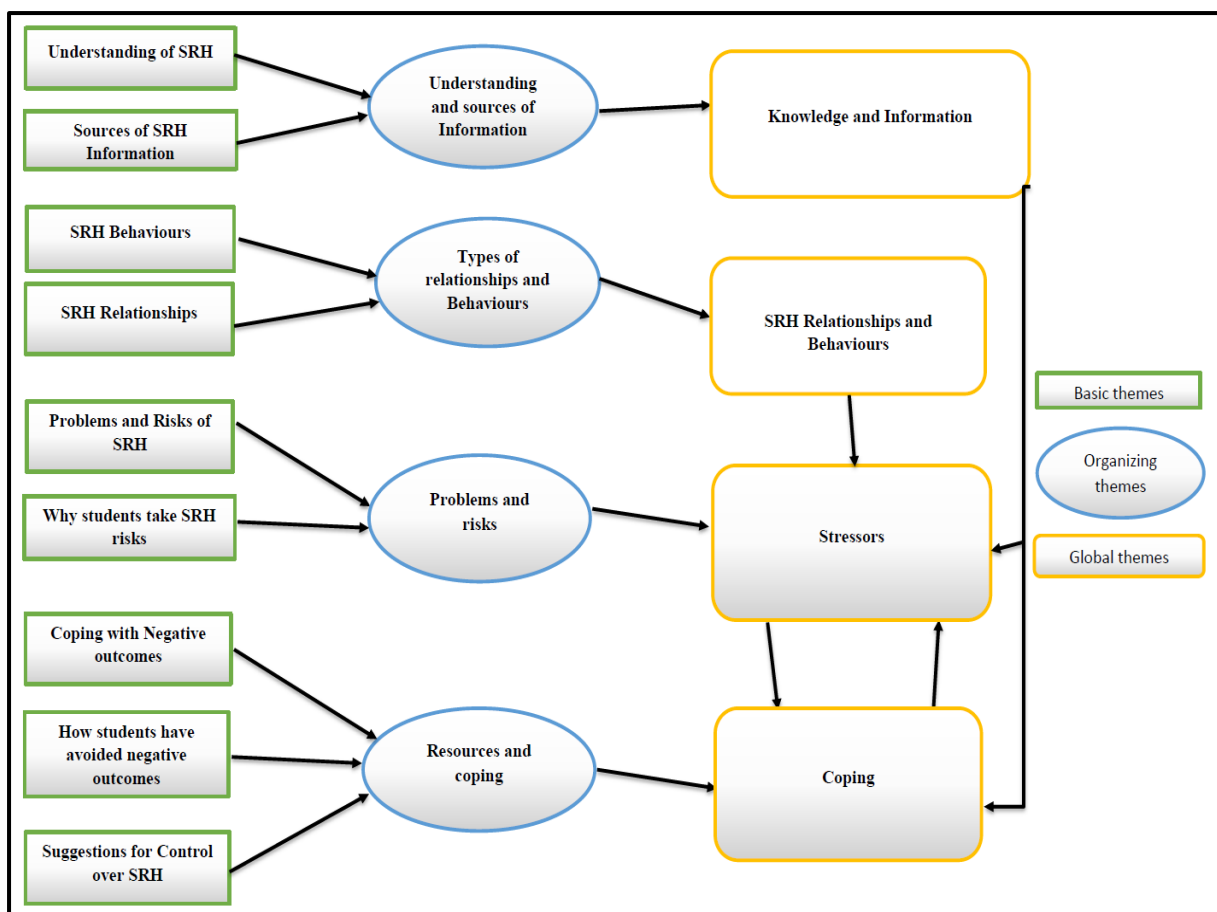 Understanding of SRH
Sources of SRH
Information
SRH Behaviours
SRH Relationships
Problems and Risks of
SRH
Why students take SRH
risks
Coping with Negative
outcomes
How students have
avoided negative
outcomes
Suggestions for Control
over SRH
Understanding
and sources of
Information
Types of
relationships and
Behaviours
Problems and
risks
Resources and
coping
Knowledge and Information
SRH Relationships and
Behaviours
Stressors
Coping
Basic themes
Organizing
themes
Global themes